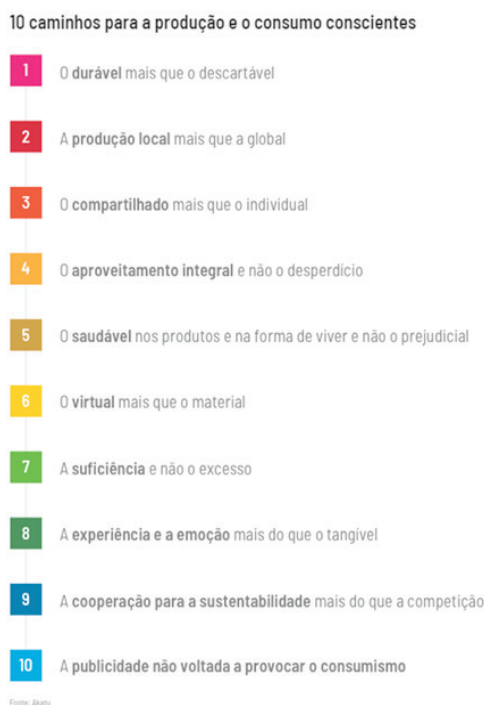 10 caminhos para a produção e o consumo conscientes
1 O durável mais que o descartável
2 A produção local mais que a global
3 O compartilhado mais que o individual
4 O aproveitamento integral e não o desperdício
5 O saudável nos produtos e na forma de viver e não o prejudicial
6 O virtual mais que o material
7 A suficiência e não o excesso
8 A experiência e a emoção mais do que o tangível
9 A cooperação para a sustentabilidade mais do que a competição
10 A publicidade não voltada a provocar o consumismo
Fonte: Akatu